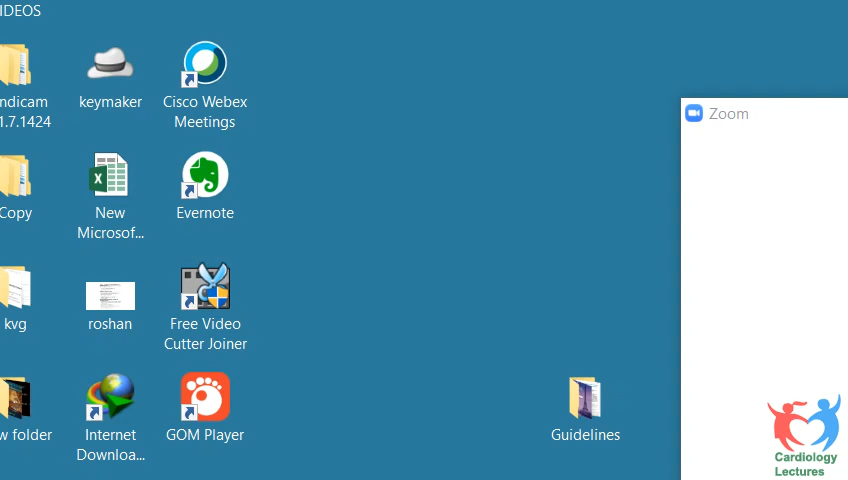 IDEOS
ndicam
1.7.1424
keymaker
Cisco Webex
Meetings
Zoom
Copy
New
Microsof...
Evernote
kvg
roshan
Free Video
Cutter Joiner
w folder
Internet
Downloa...
GOM Player
Guidelines
Cardiology
Lectures